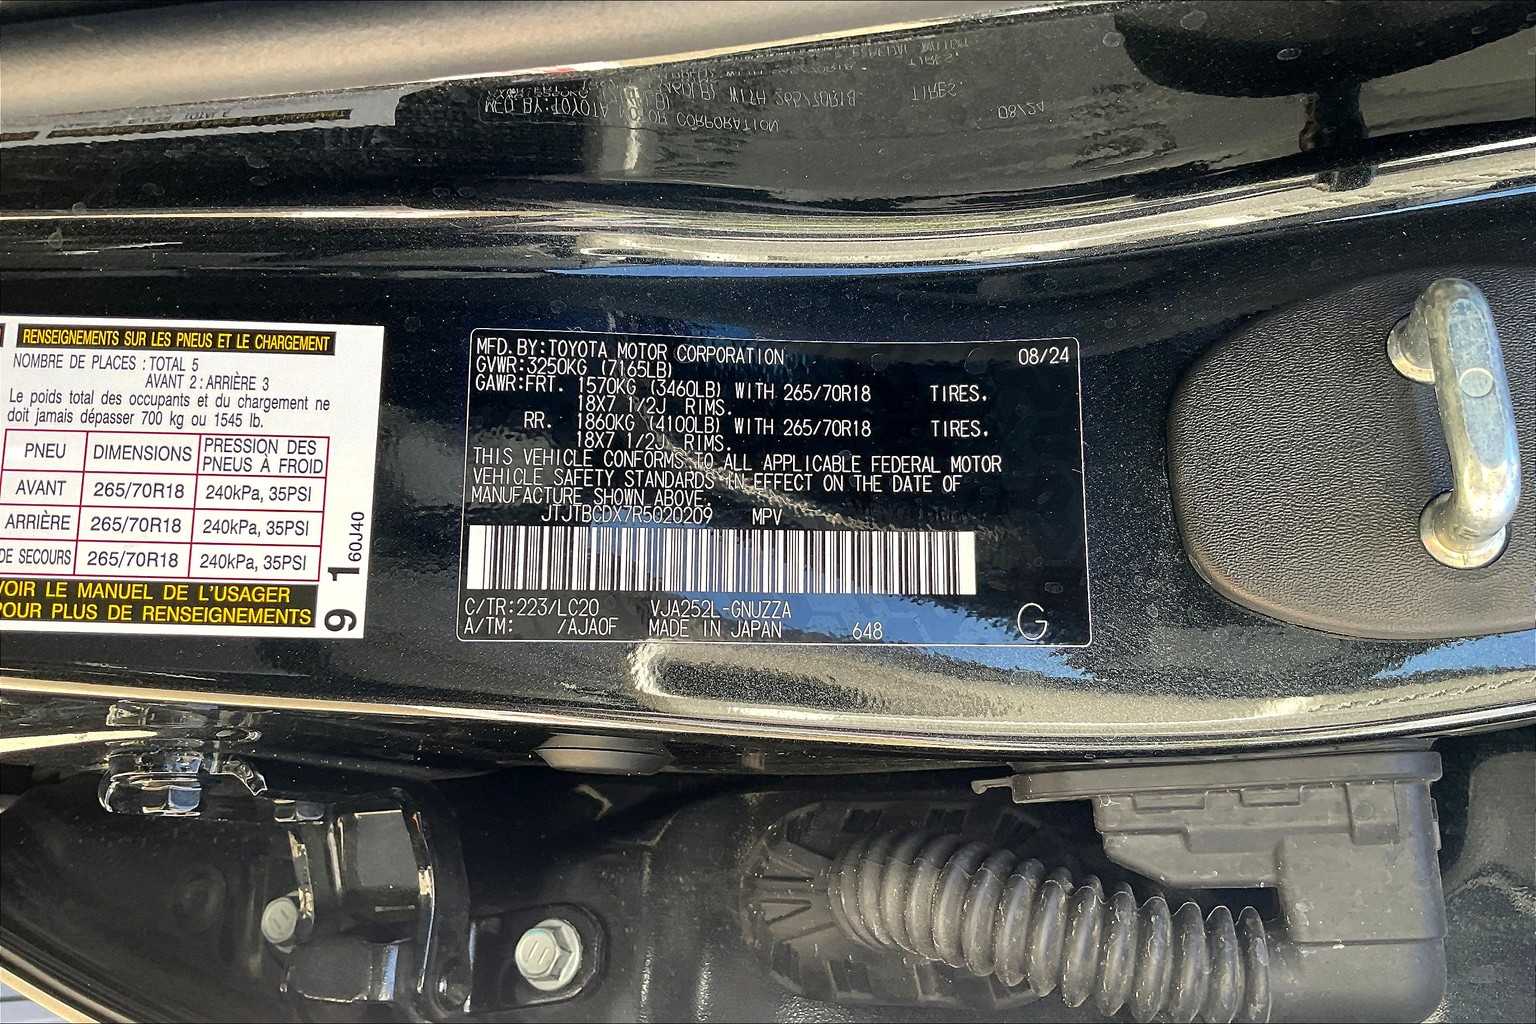 RENSEIGNEMENTS SUR LES PNEUS ET LE CHARGEMENT
NOMBRE DE PLACES : TOTAL 5
AVANT 2 : ARRIÈRE 3
Le poids total des occupants et du chargement ne
doit jamais dépasser 700 kg ou 1545 lb.
PNEU DIMENSIONS PRESSION DES PNEUS À FROID
AVANT 265/70R18 240kPa, 35PSI
ARRIÈRE 265/70R18 240kPa, 35PSI
DE SECOURS 265/70R18 240kPa, 35PSI
VOIR LE MANUEL DE L'USAGER
POUR PLUS DE RENSEIGNEMENTS
9 1 60J40
MFD. BY: TOYOTA MOTOR CORPORATION 08/24
GVWR: 3250KG (7165LB)
GAWR: FRT. 1570KG (3460LB) WITH 265/70R18 TIRES.
18X7 1/2J RIMS.
RR. 1860KG (4100LB) WITH 265/70R18 TIRES.
18X7 1/2J RIMS.
THIS VEHICLE CONFORMS TO ALL APPLICABLE FEDERAL MOTOR
VEHICLE SAFETY STANDARDS IN EFFECT ON THE DATE OF
MANUFACTURE SHOWN ABOVE.
JTJTBCDX7R5020209 MPV
C/TR: 223/LC20 VJA252L-GNUZZA
A/TM: /AJA0F MADE IN JAPAN 648 G